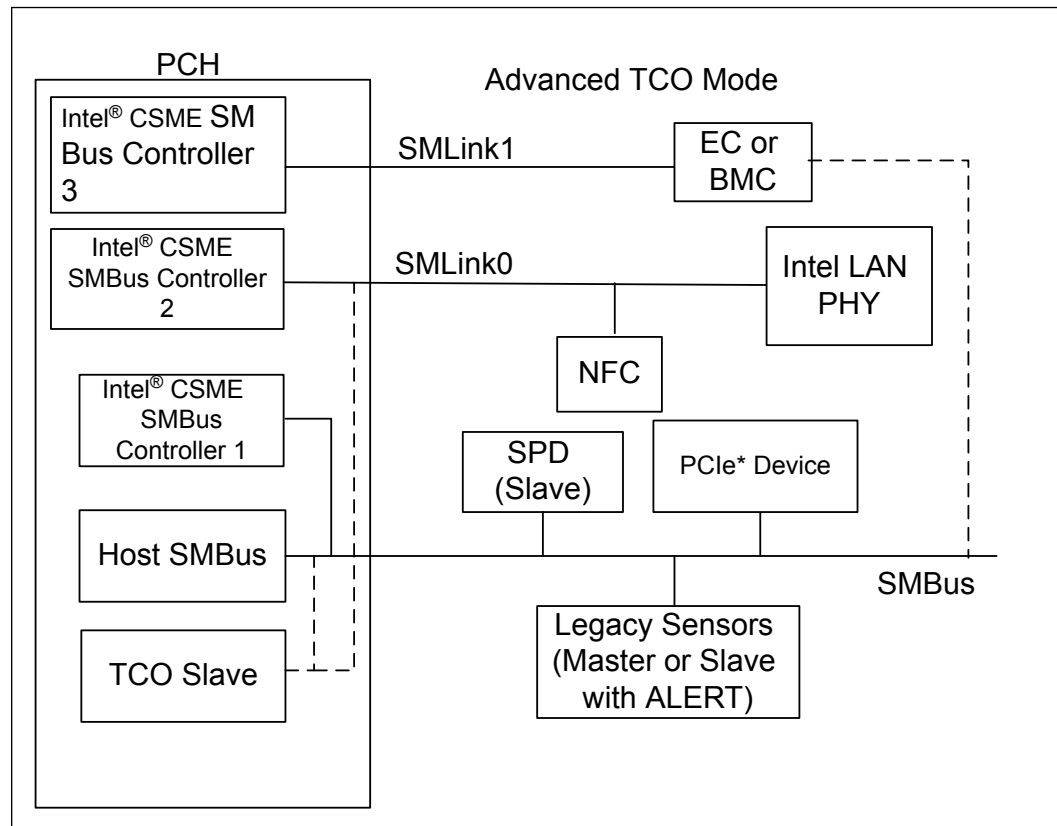 PCH
Advanced TCO Mode
Intel® CSME SM
Bus Controller
3
SMLink1
EC or
BMC
Intel® CSME
SMBus Controller
2
SMLink0
Intel LAN
PHY
NFC
Intel® CSME
SMBus
Controller 1
SPD
(Slave)
PCIe* Device
Host SMBus
SMBus
Legacy Sensors
(Master or Slave
with ALERT)
TCO Slave